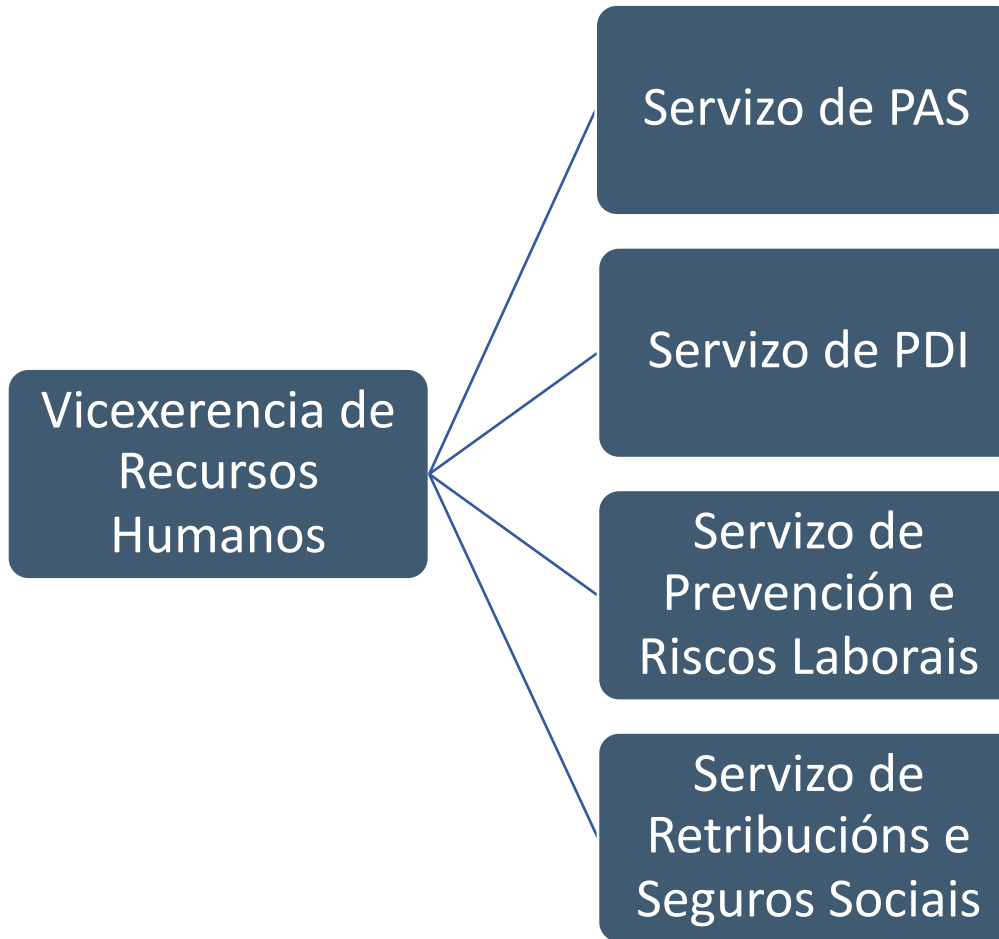 Servizo de PAS
Servizo de PDI
Vicexerencia de
Recursos
Humanos
Servizo de
Prevención e
Riscos Laborais
Servizo de
Retribucións e
Seguros Sociais